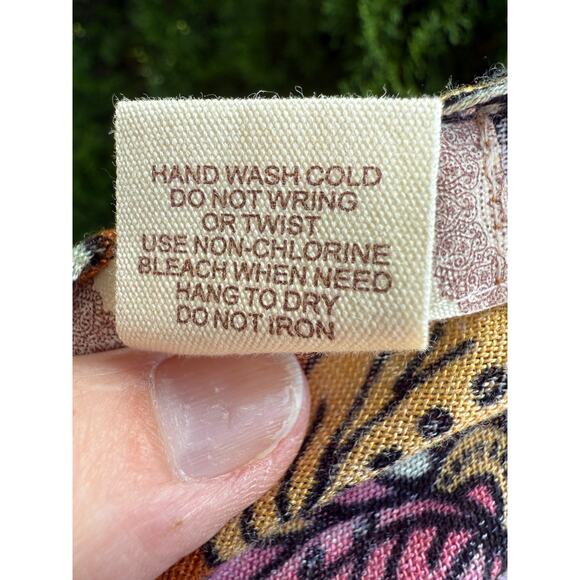 HAND WASH COLD
DO NOT WRING
OR TWIST
USE NON-CHLORINE
BLEACH WHEN NEED
HANG TO DRY
DO NOT IRON